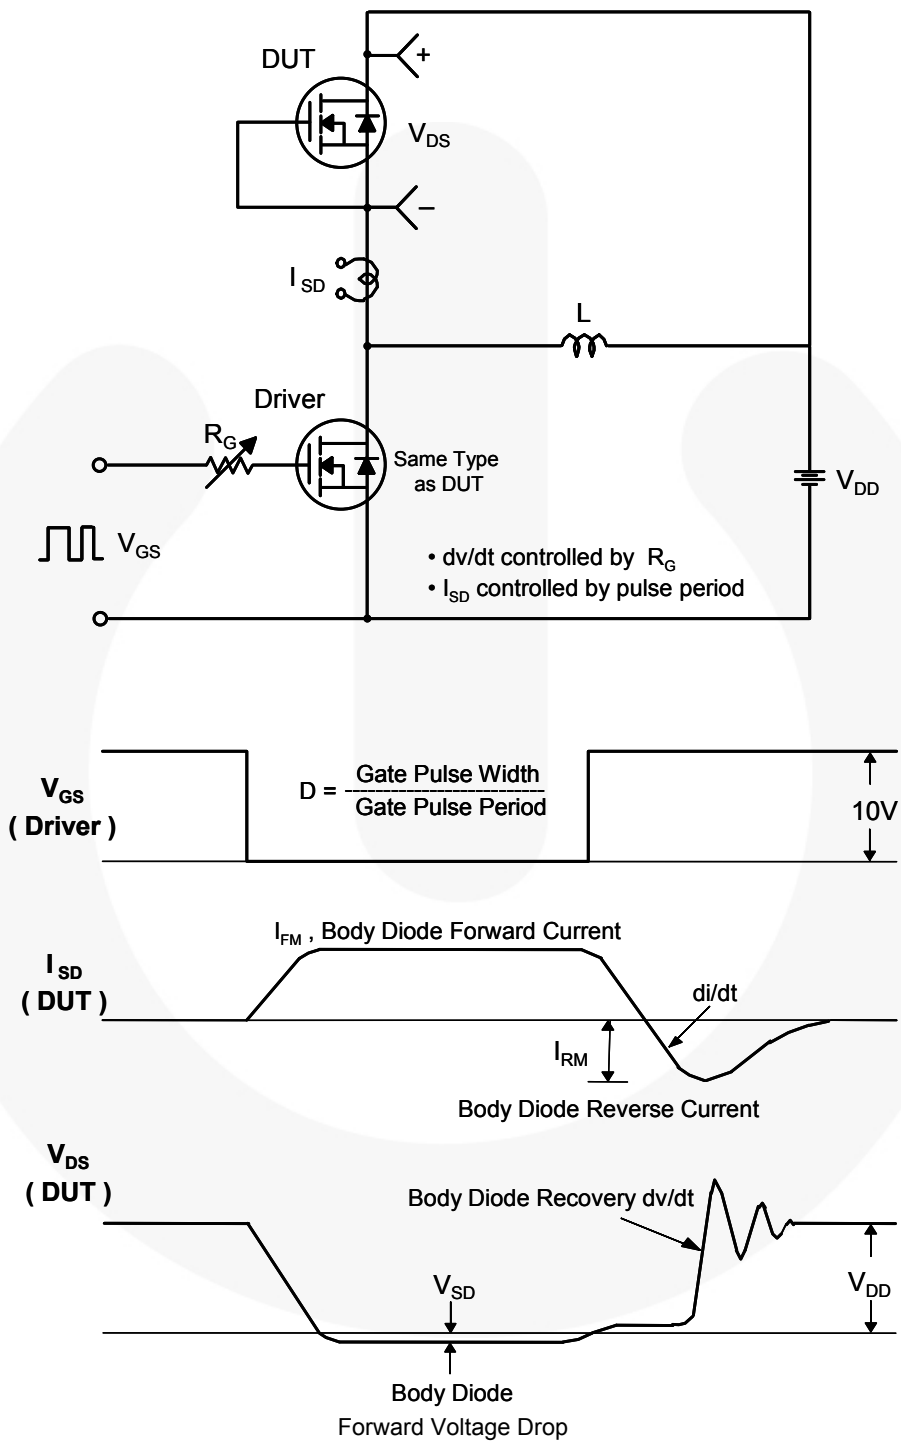 DUT
+
V_DS
−
I_SD
L
Driver
R_G
Same Type
as DUT
V_DD
V_GS
• dv/dt controlled by R_G
• I_SD controlled by pulse period
V_GS
( Driver )
D = Gate Pulse Width
--------------------------
Gate Pulse Period
10V
I_FM , Body Diode Forward Current
I_SD
( DUT )
di/dt
I_RM
Body Diode Reverse Current
V_DS
( DUT )
Body Diode Recovery dv/dt
V_SD
V_DD
Body Diode
Forward Voltage Drop